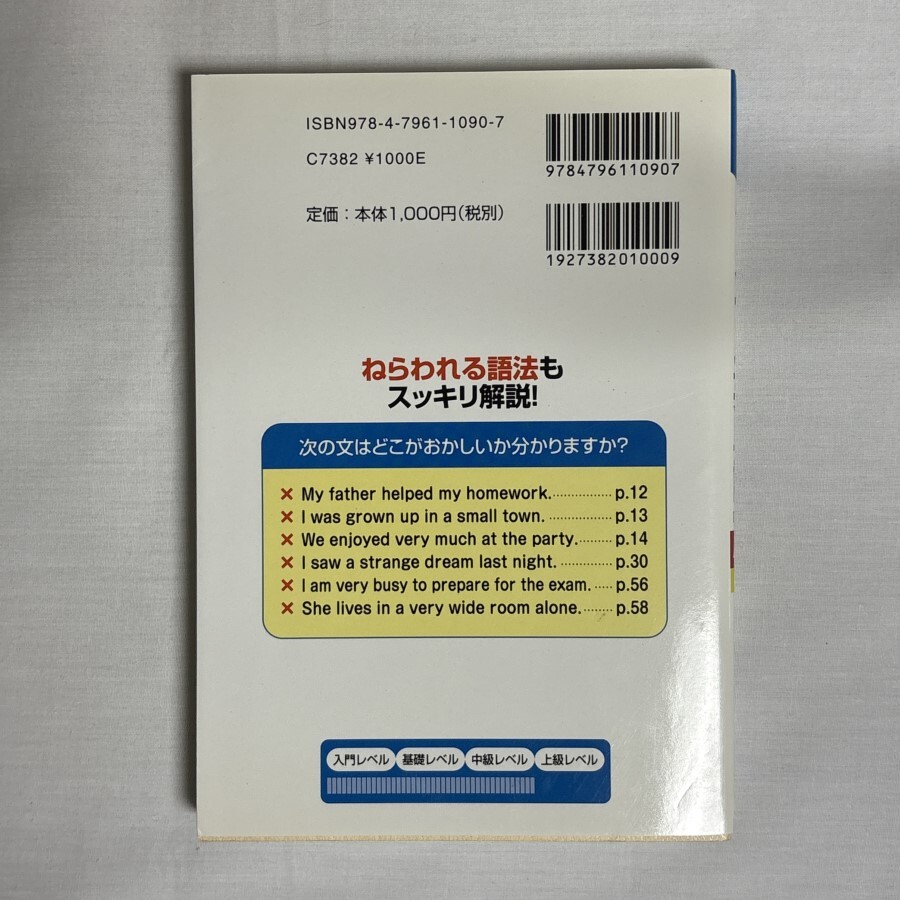 ISBN978-4-7961-1090-7
C7382 ¥1000E
定価：本体1,000円（税別）
9784796110907
1927382010009
ねらわれる語法も
スッキリ解説！
次の文はどこがおかしいか分かりますか？
× My father helped my homework. ................ p.12
× I was grown up in a small town. ................. p.13
× We enjoyed very much at the party. ......... p.14
× I saw a strange dream last night. .............. p.30
× I am very busy to prepare for the exam. ..... p.56
× She lives in a very wide room alone. ........ p.58
入門レベル 基礎レベル 中級レベル 上級レベル